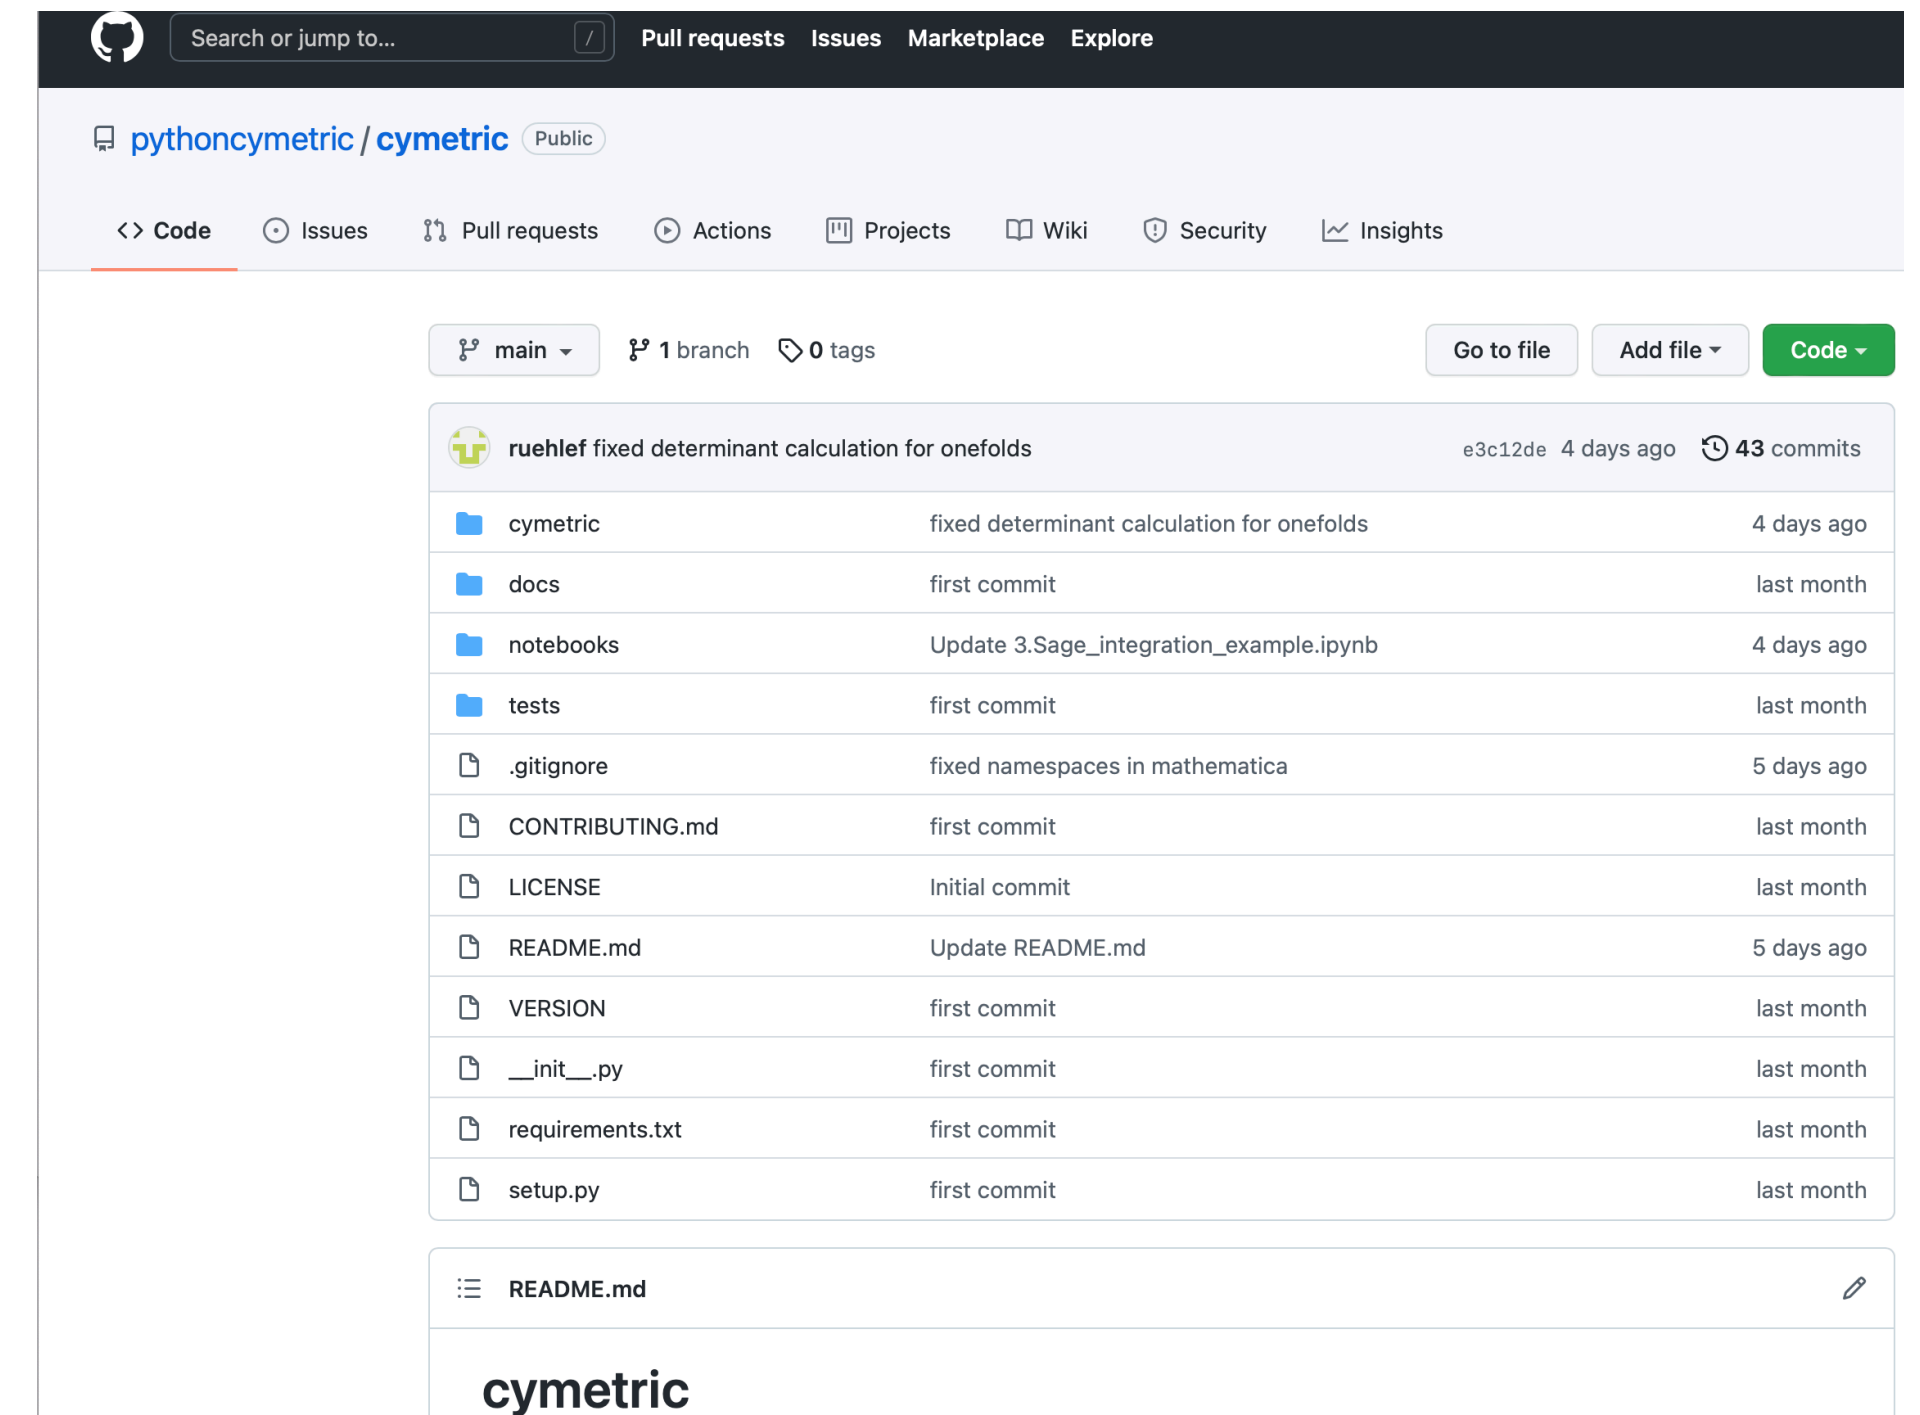 Search or jump to... / Pull requests Issues Marketplace Explore
pythoncymetric / cymetric Public
Code Issues Pull requests Actions Projects Wiki Security Insights
main 1 branch 0 tags Go to file Add file Code
ruehlef fixed determinant calculation for onefolds e3c12de 4 days ago 43 commits
cymetric fixed determinant calculation for onefolds 4 days ago
docs first commit last month
notebooks Update 3.Sage_integration_example.ipynb 4 days ago
tests first commit last month
.gitignore fixed namespaces in mathematica 5 days ago
CONTRIBUTING.md first commit last month
LICENSE Initial commit last month
README.md Update README.md 5 days ago
VERSION first commit last month
__init__.py first commit last month
requirements.txt first commit last month
setup.py first commit last month
README.md
cymetric